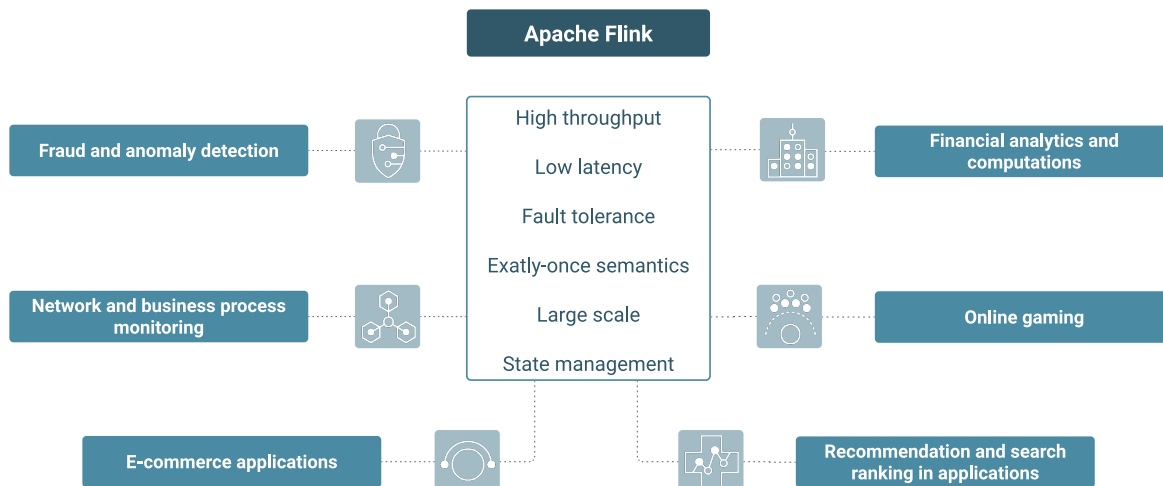 Apache Flink
High throughput
Low latency
Fault tolerance
Exatly-once semantics
Large scale
State management
Fraud and anomaly detection
Network and business process
monitoring
E-commerce applications
Financial analytics and
computations
Online gaming
Recommendation and search
ranking in applications